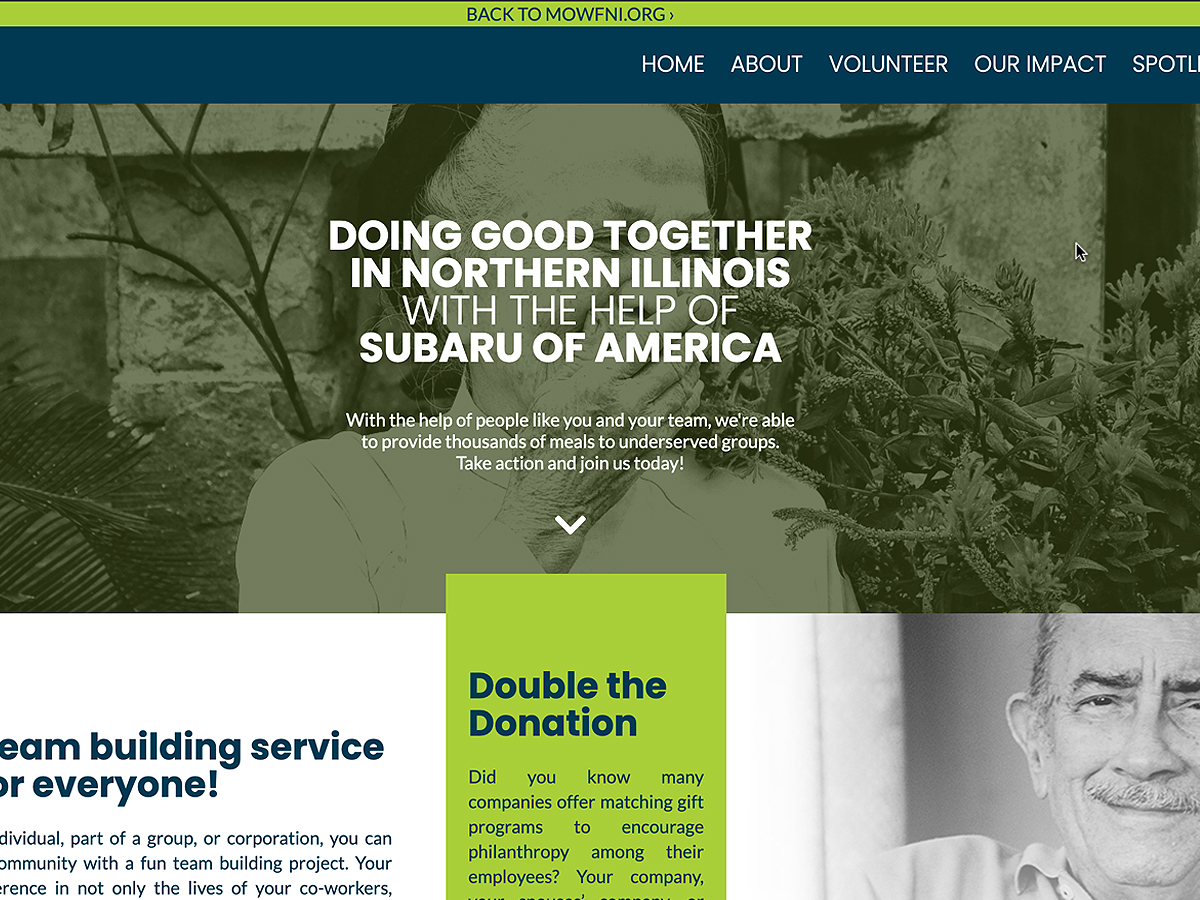 BACK TO MOWFNI.ORG ›
HOME ABOUT VOLUNTEER OUR IMPACT
DOING GOOD TOGETHER
IN NORTHERN ILLINOIS
WITH THE HELP OF
SUBARU OF AMERICA
With the help of people like you and your team, we're able
to provide thousands of meals to underserved groups.
Take action and join us today!
eam building service
or everyone!
dividual, part of a group, or corporation, you can
ommunity with a fun team building project. Your
erence in not only the lives of your co-workers,
Double the
Donation
Did you know many
companies offer matching gift
programs to encourage
philanthropy among their
employees? Your company,
your spouses' company, or